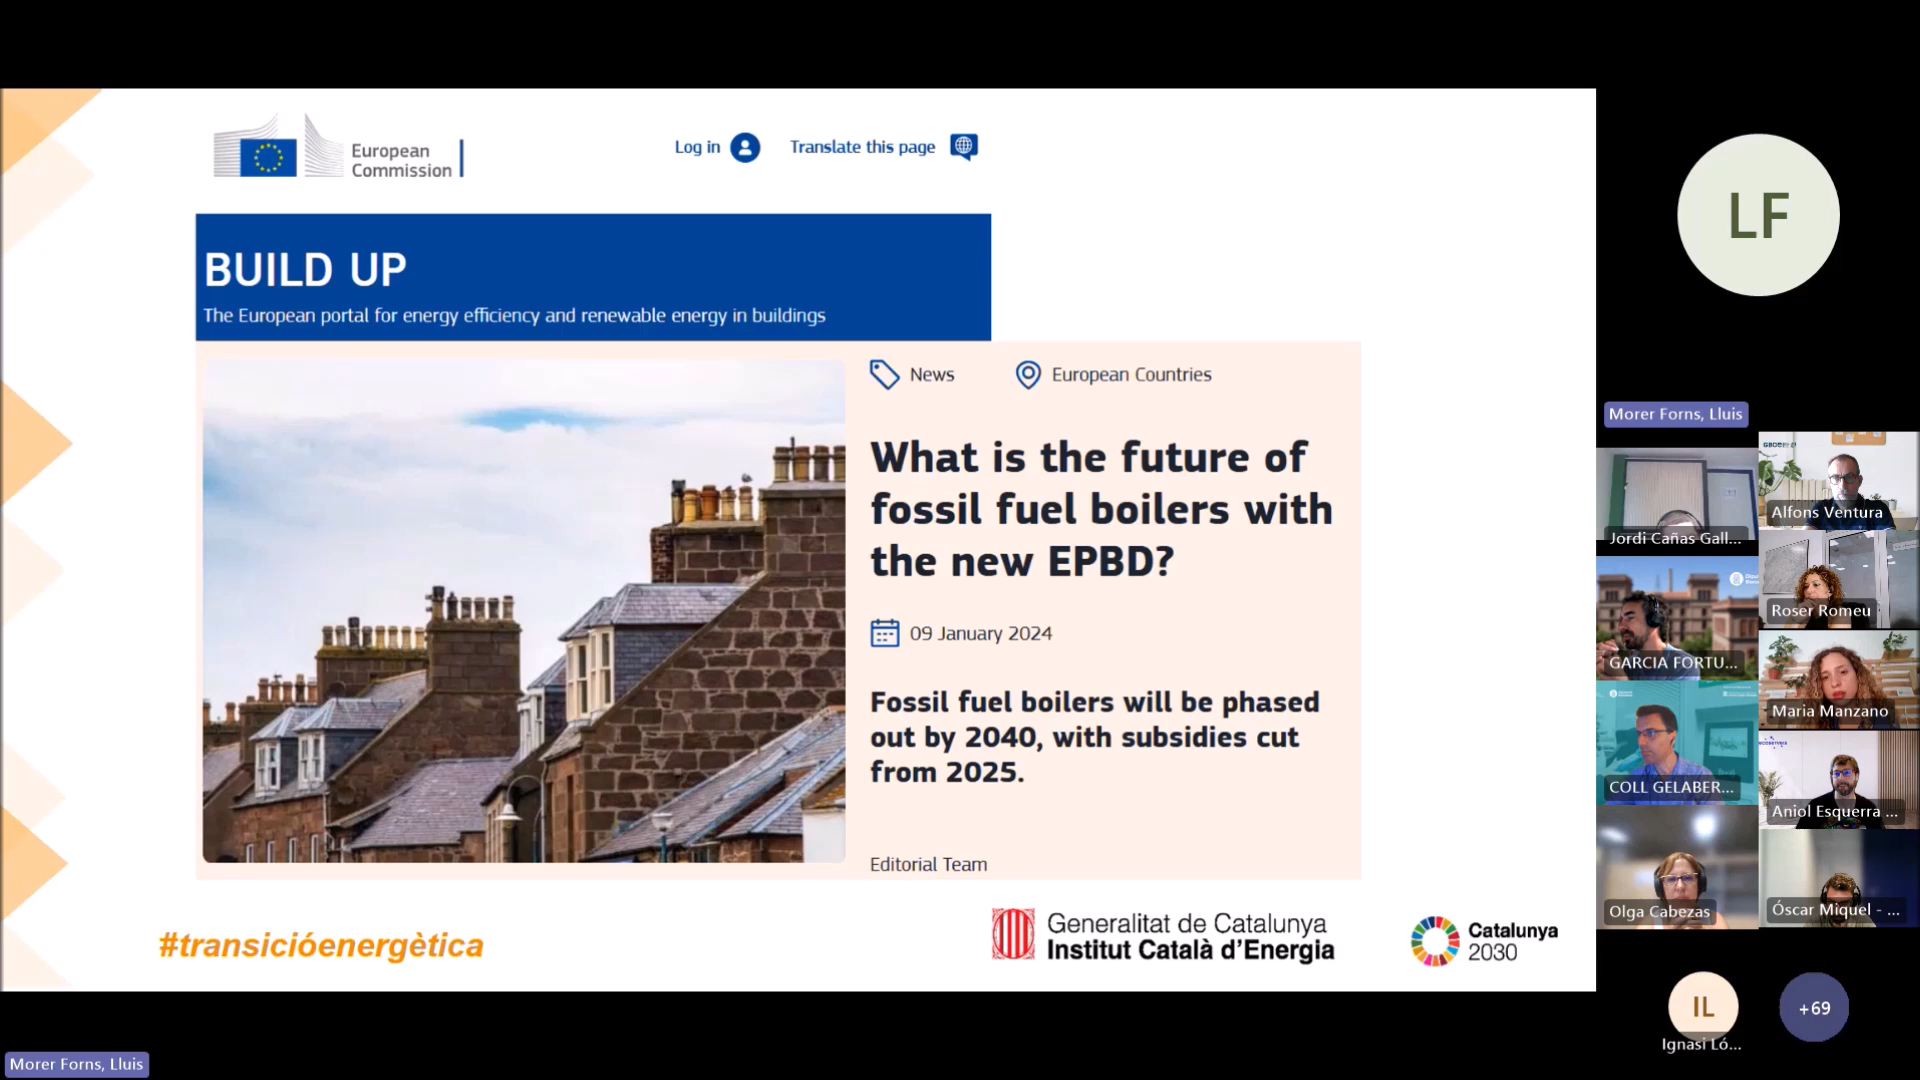 European
Commission
Log in
Translate this page
BUILD UP
The European portal for energy efficiency and renewable energy in buildings
News
European Countries
What is the future of
fossil fuel boilers with
the new EPBD?
09 January 2024
Fossil fuel boilers will be phased
out by 2040, with subsidies cut
from 2025.
Editorial Team
#transicióenergètica
Generalitat de Catalunya
Institut Català d'Energia
Catalunya
2030
LF
Morer Forns, Lluis
Jordi Cañas Gall...
Alfons Ventura
GARCIA FORTU...
Roser Romeu
COLL GELABER...
Maria Manzano
Aniol Esquerra ...
Olga Cabezas
Óscar Miquel - ...
IL
Ignasi Ló...
+69
Morer Forns, Lluis